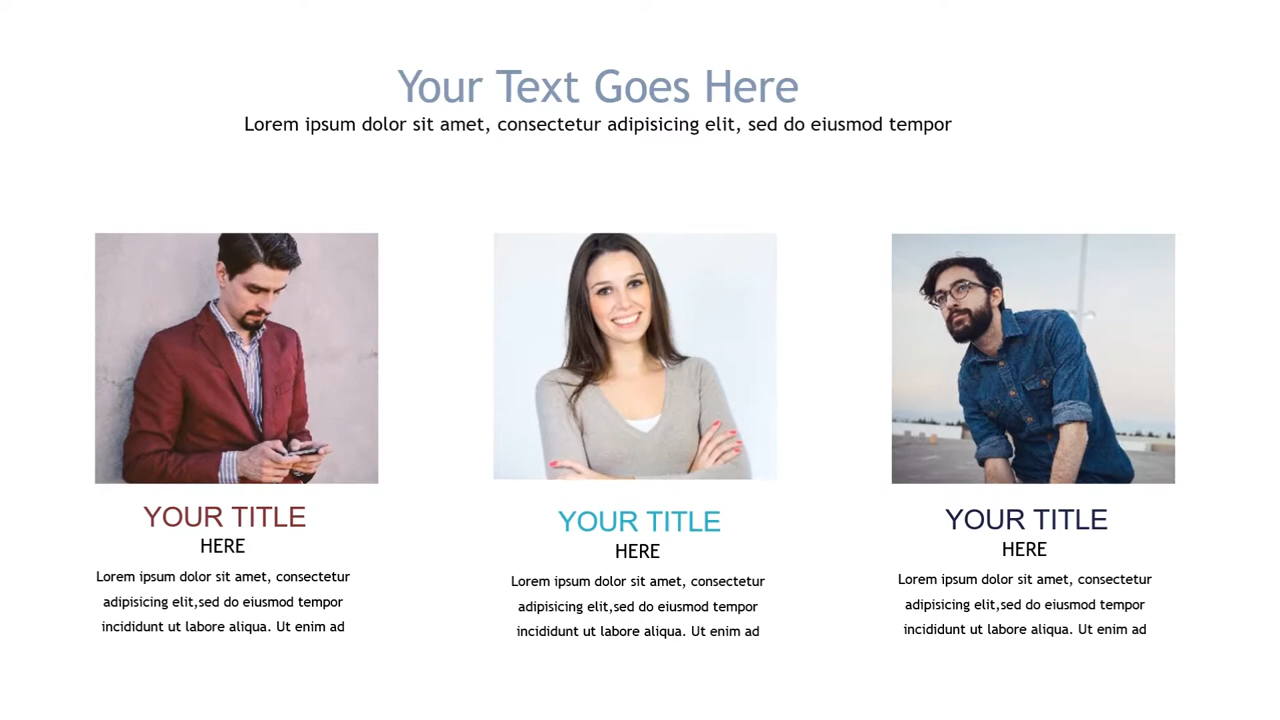 Your Text Goes Here
Lorem ipsum dolor sit amet, consectetur adipisicing elit, sed do eiusmod tempor
YOUR TITLE
HERE
Lorem ipsum dolor sit amet, consectetur
adipisicing elit,sed do eiusmod tempor
incididunt ut labore aliqua. Ut enim ad
YOUR TITLE
HERE
Lorem ipsum dolor sit amet, consectetur
adipisicing elit,sed do eiusmod tempor
incididunt ut labore aliqua. Ut enim ad
YOUR TITLE
HERE
Lorem ipsum dolor sit amet, consectetur
adipisicing elit,sed do eiusmod tempor
incididunt ut labore aliqua. Ut enim ad